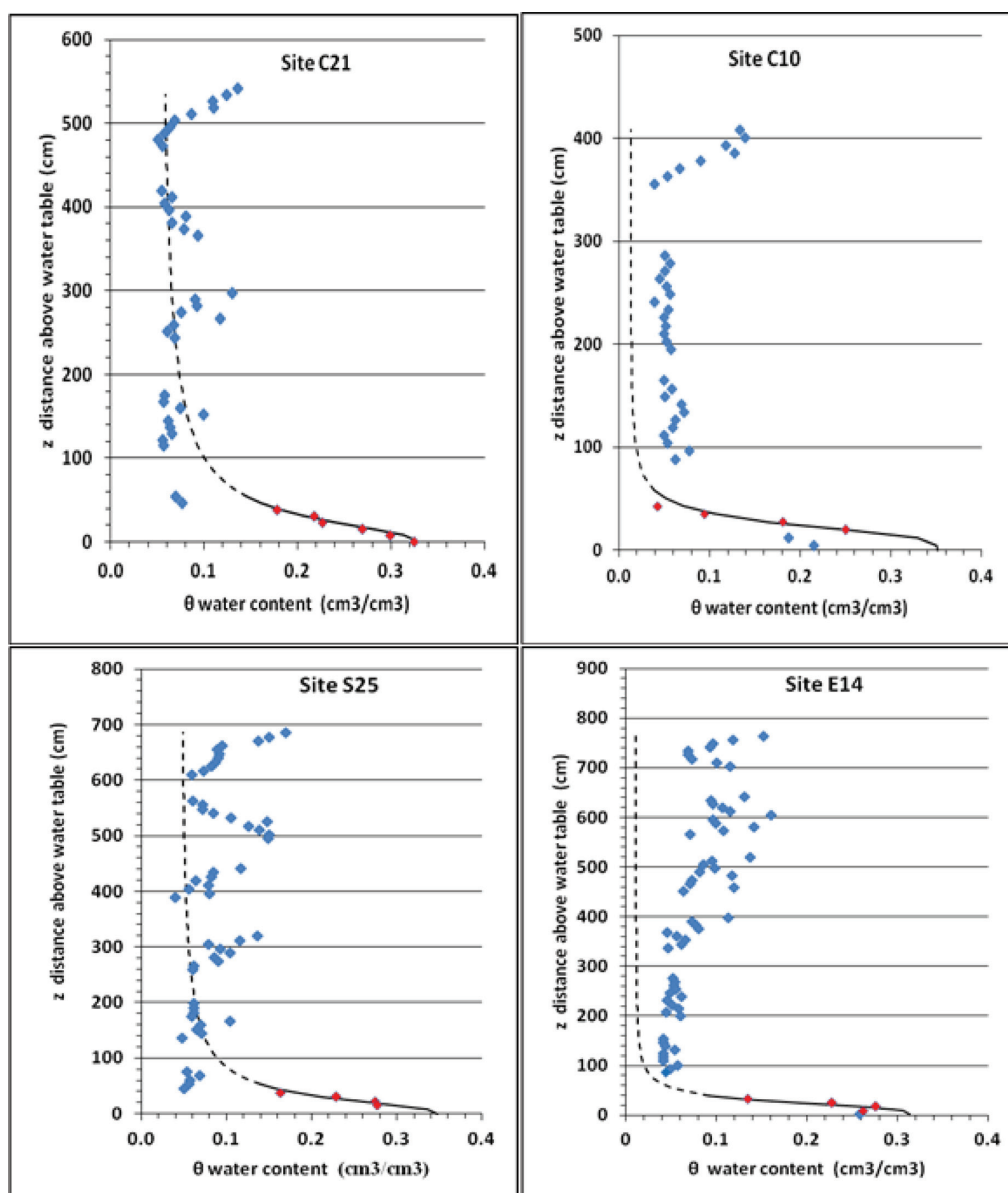 Site C21
z distance above water table (cm)
600
500
400
300
200
100
0
0 0.1 0.2 0.3 0.4
θ water content (cm3/cm3)
Site C10
z distance above water table (cm)
500
400
300
200
100
0
0.0 0.1 0.2 0.3 0.4
θ water content (cm3/cm3)
Site S25
z distance above water table (cm)
800
700
600
500
400
300
200
100
0
0 0.1 0.2 0.3 0.4
θ water content (cm3/cm3)
Site E14
z distance above water table (cm)
900
800
700
600
500
400
300
200
100
0
0 0.1 0.2 0.3 0.4
θ water content (cm3/cm3)